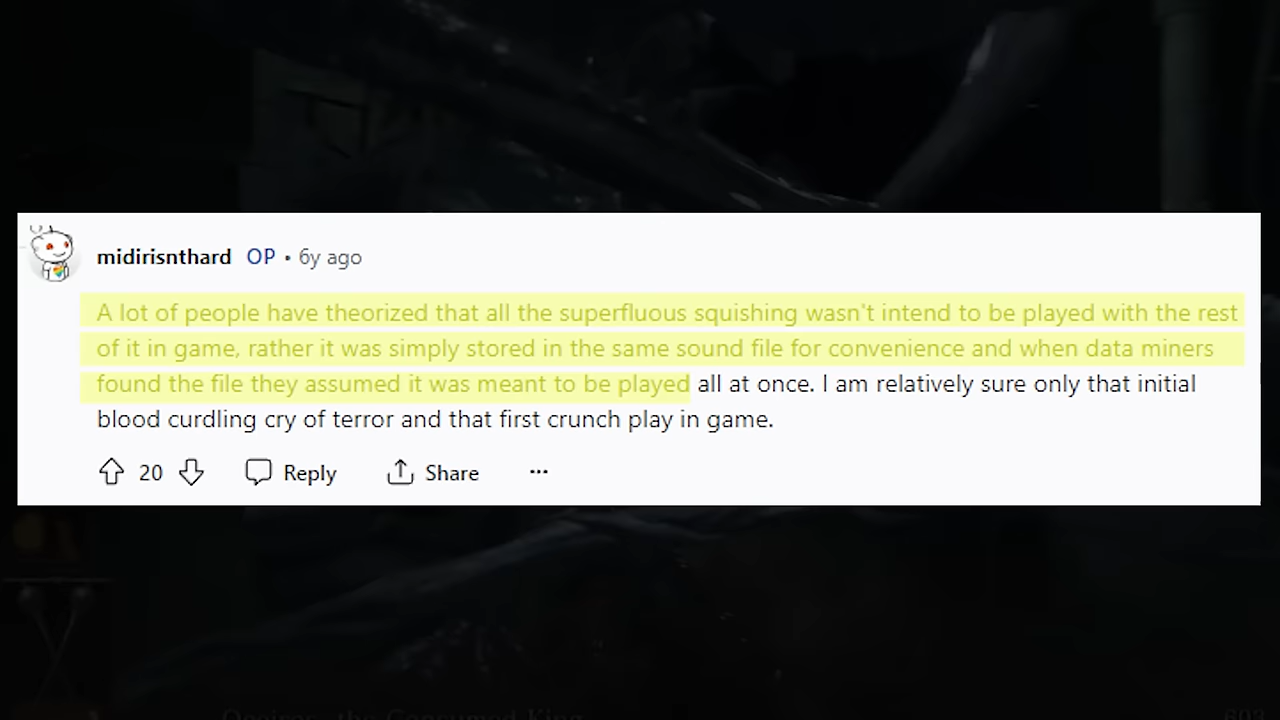 midirisnthard OP • 6y ago
A lot of people have theorized that all the superfluous squishing wasn't intend to be played with the rest
of it in game, rather it was simply stored in the same sound file for convenience and when data miners
found the file they assumed it was meant to be played all at once. I am relatively sure only that initial
blood curdling cry of terror and that first crunch play in game.
20 Reply Share ...
Oceiros, the Consumed King